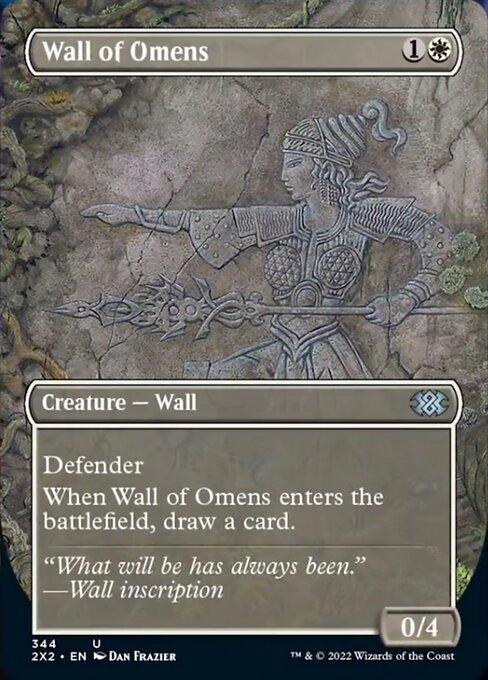 Wall of Omens 1
Creature — Wall
Defender
When Wall of Omens enters the
battlefield, draw a card.
“What will be has always been.”
—Wall inscription
0/4
344 U
2X2 • EN Dan Frazier ™ & © 2022 Wizards of the Coast